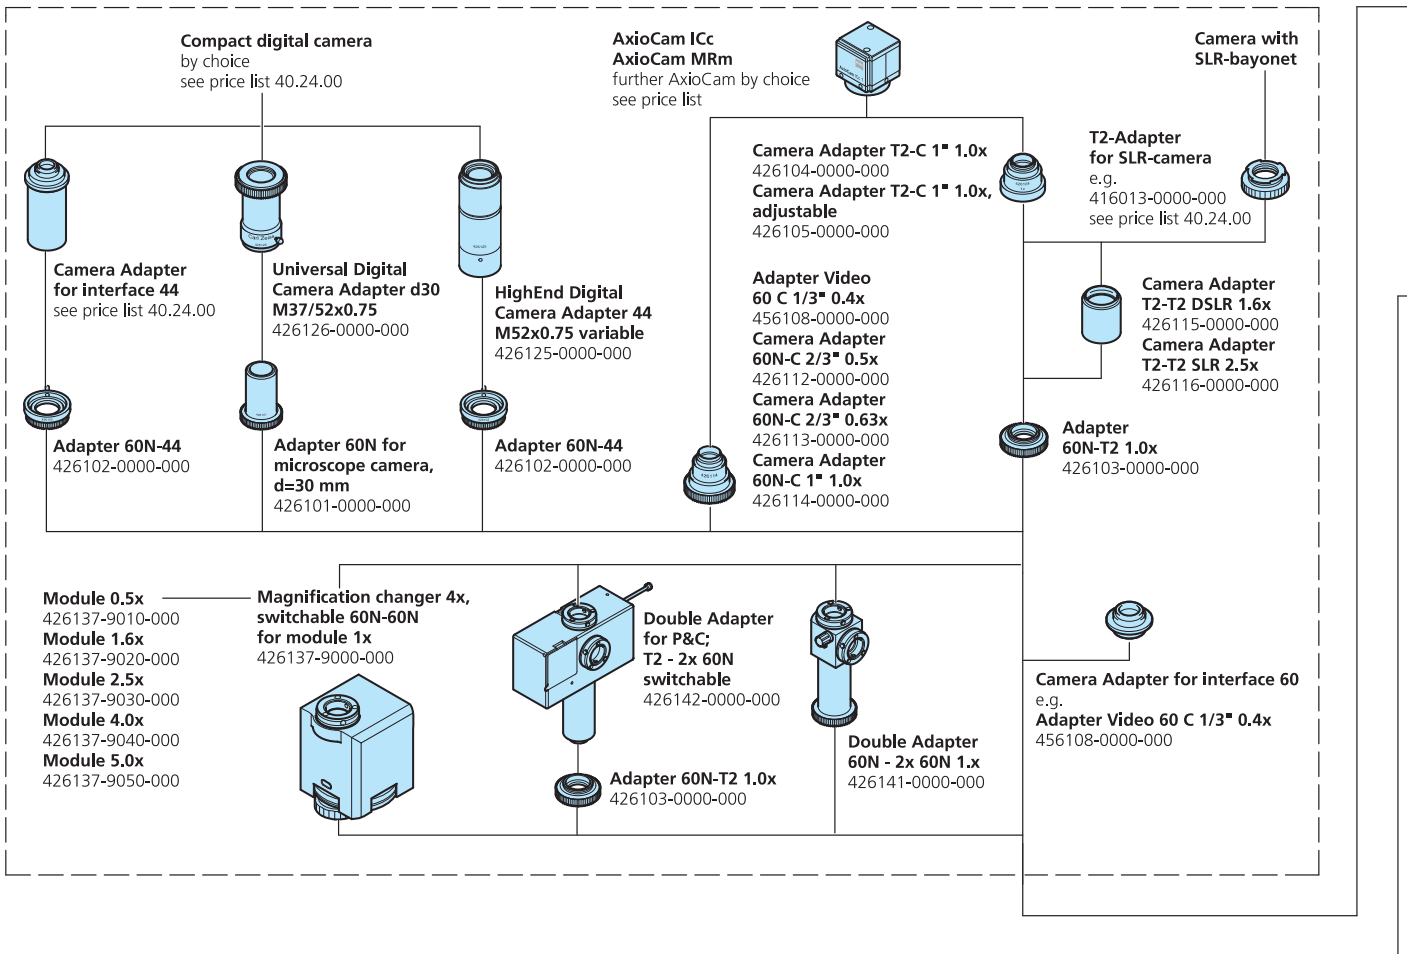 Compact digital camera
by choice
see price list 40.24.00
AxioCam ICc
AxioCam MRm
further AxioCam by choice
see price list
Camera with
SLR-bayonet
Camera Adapter T2-C 1" 1.0x
426104-0000-000
Camera Adapter T2-C 1" 1.0x,
adjustable
426105-0000-000
T2-Adapter
for SLR-camera
e.g.
416013-0000-000
see price list 40.24.00
Camera Adapter
for interface 44
see price list 40.24.00
Universal Digital
Camera Adapter d30
M37/52x0.75
426126-0000-000
HighEnd Digital
Camera Adapter 44
M52x0.75 variable
426125-0000-000
Adapter Video
60 C 1/3" 0.4x
456108-0000-000
Camera Adapter
60N-C 2/3" 0.5x
426112-0000-000
Camera Adapter
60N-C 2/3" 0.63x
426113-0000-000
Camera Adapter
60N-C 1" 1.0x
426114-0000-000
Camera Adapter
T2-T2 DSLR 1.6x
426115-0000-000
Camera Adapter
T2-T2 SLR 2.5x
426116-0000-000
Adapter 60N-44
426102-0000-000
Adapter 60N for
microscope camera,
d=30 mm
426101-0000-000
Adapter 60N-44
426102-0000-000
426114
Adapter
60N-T2 1.0x
426103-0000-000
Module 0.5x
426137-9010-000
Module 1.6x
426137-9020-000
Module 2.5x
426137-9030-000
Module 4.0x
426137-9040-000
Module 5.0x
426137-9050-000
Magnification changer 4x,
switchable 60N-60N
for module 1x
426137-9000-000
Double Adapter
for P&C;
T2 - 2x 60N
switchable
426142-0000-000
Adapter 60N-T2 1.0x
426103-0000-000
Double Adapter
60N - 2x 60N 1.x
426141-0000-000
Camera Adapter for interface 60
e.g.
Adapter Video 60 C 1/3" 0.4x
456108-0000-000